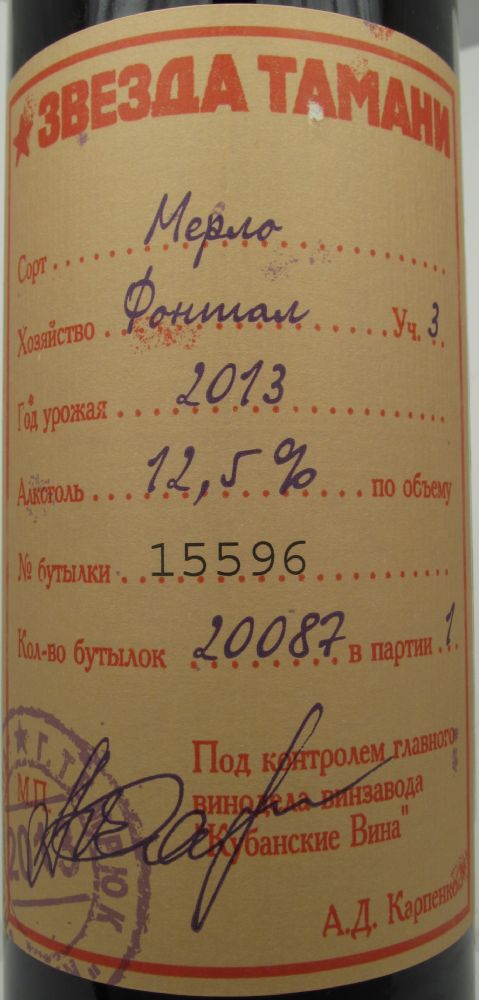 ЗВЕЗДА ТАМАНИ
Сорт Мерло
Хозяйство Фонтал Уч. 3
Год урожая 2013
Алкоголь 12,5% по объему
№ бутылки 15596
Кол-во бутылок 20087 в партии 1
Под контролем главного
М.П. винодела винзавода
"Кубанские Вина"
А.Д. Карпенко